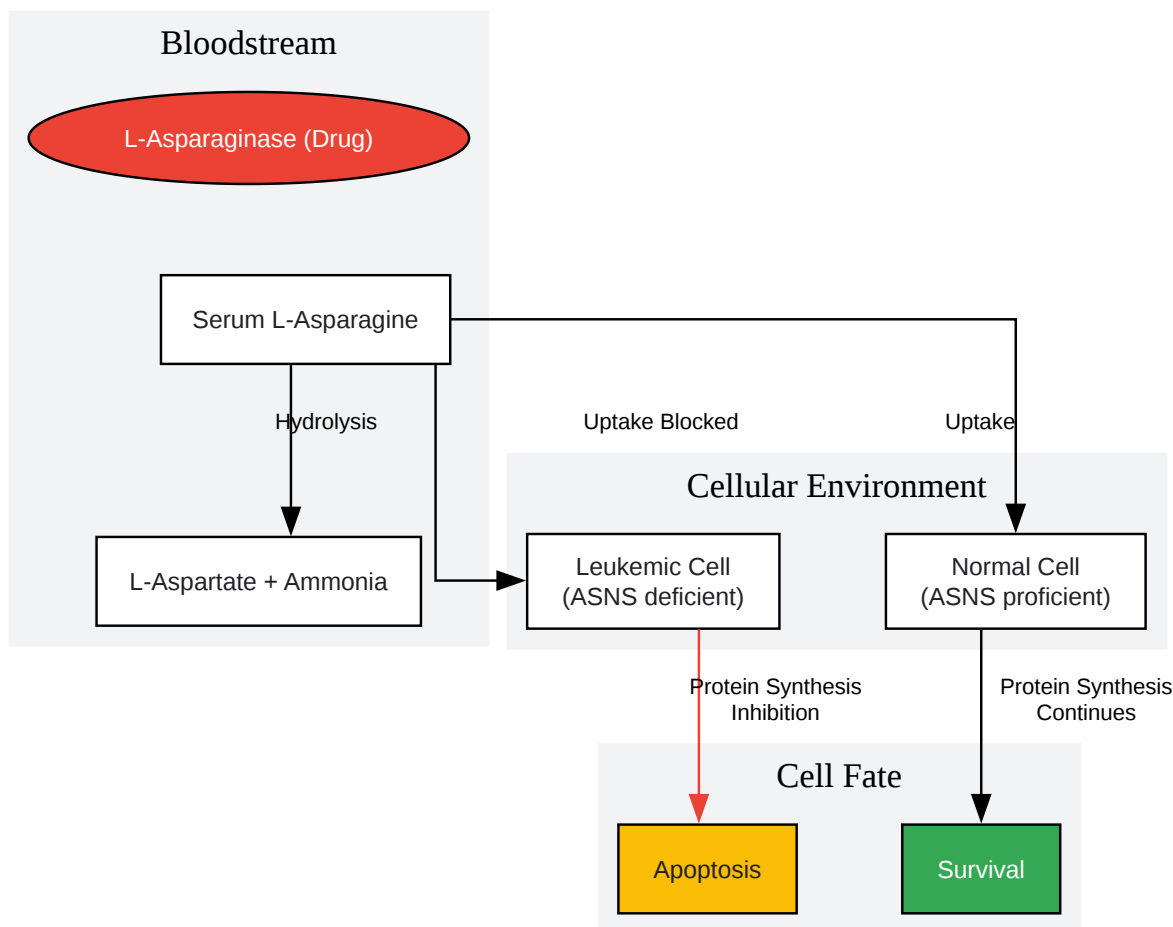 Bloodstream
L-Asparaginase (Drug)
Serum L-Asparagine
Hydrolysis
Uptake Blocked
Uptake
Cellular Environment
L-Aspartate + Ammonia
Leukemic Cell
(ASNS deficient)
Normal Cell
(ASNS proficient)
Protein Synthesis
Inhibition
Protein Synthesis
Continues
Cell Fate
Apoptosis
Survival